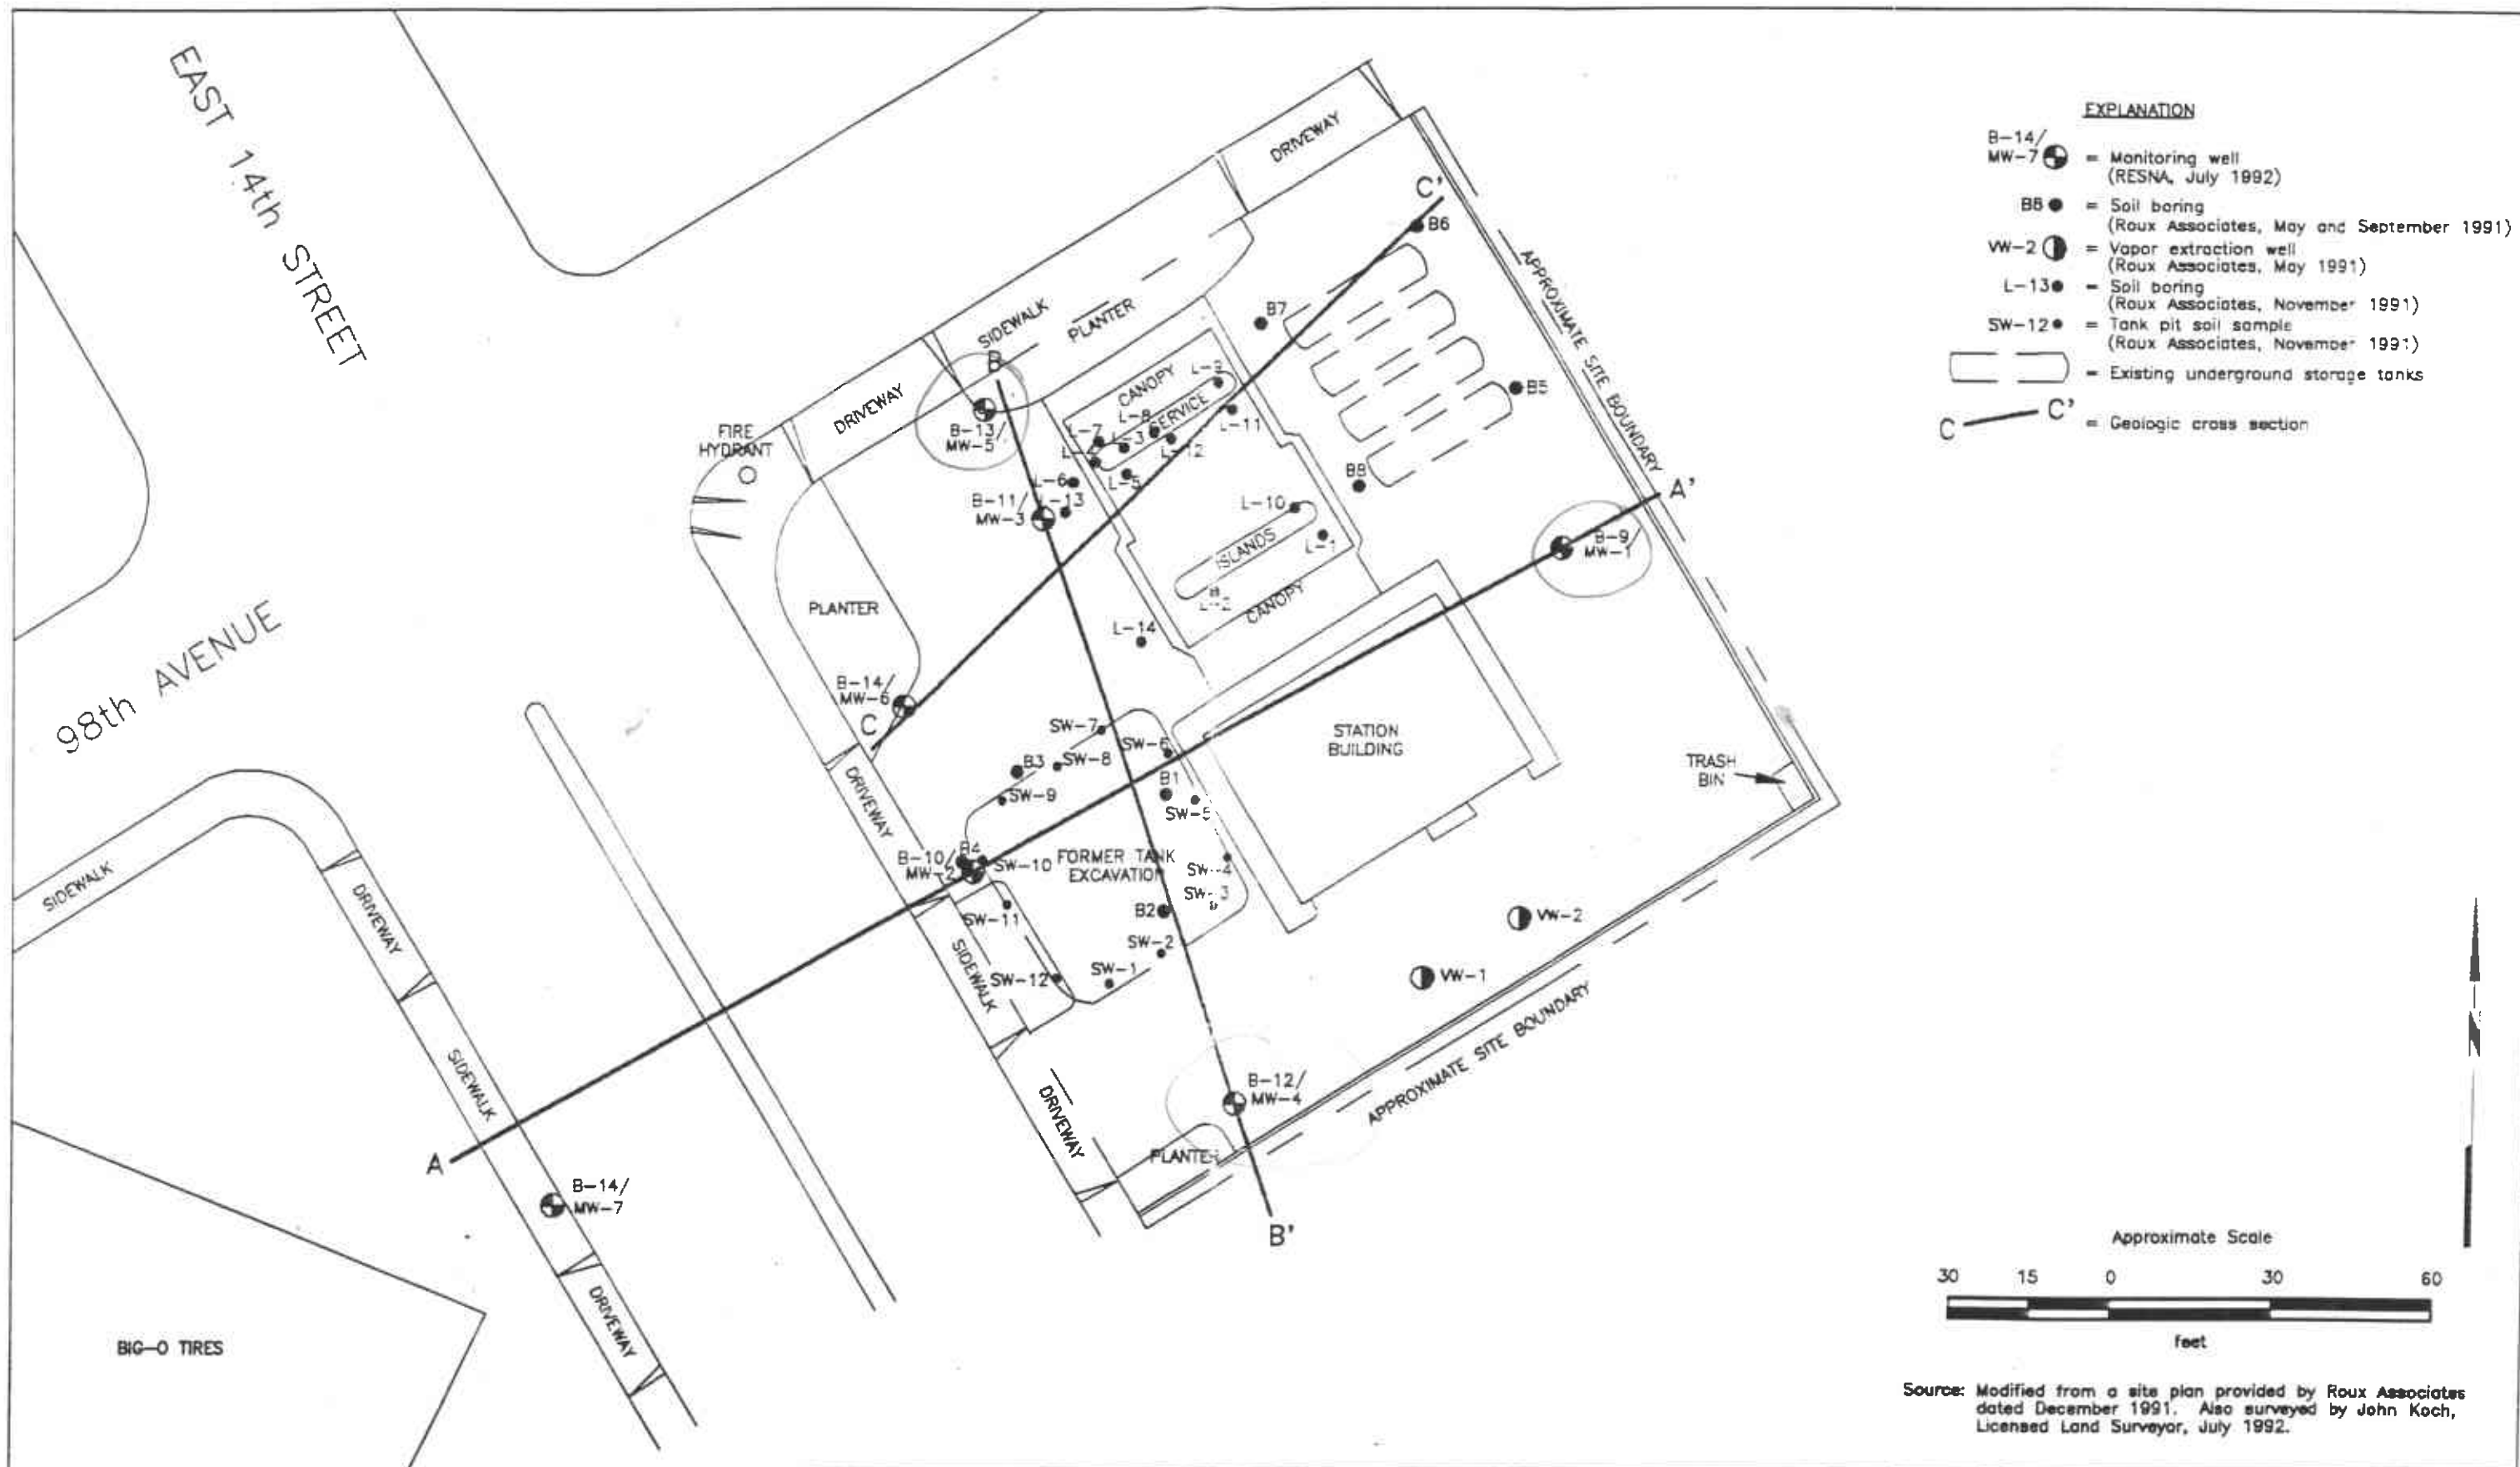 EAST 14th STREET
98th AVENUE
DRIVEWAY
SIDEWALK
PLANTER
DRIVEWAY
FIRE
HYDRANT
PLANTER
B
B-13/
MW-5
B-11/
MW-3
CANOPY
SERVICE
L-8
L-7
L-3
L-12
L-11
L-5
L-6
L-13
L-10
ISLANDS
L-1
L-2
CANOPY
L-14
C'
B6
B7
B5
B8
APPROXIMATE SITE BOUNDARY
A'
B-9/
MW-1
B-14/
MW-6
C
DRIVEWAY
SW-7
SW-6
B3
SW-8
SW-9
B1
SW-5
B-10/
MW-2
B4
SW-10
FORMER TANK
EXCAVATION
SW-4
SW-3
B2
SW-11
SW-2
SW-12
SW-1
SIDEWALK
DRIVEWAY
STATION
BUILDING
TRASH
BIN
VW-2
VW-1
APPROXIMATE SITE BOUNDARY
B-12/
MW-4
PLANTER
B'
SIDEWALK
DRIVEWAY
SIDEWALK
A
B-14/
MW-7
DRIVEWAY
BIG-O TIRES
EXPLANATION
B-14/
MW-7 = Monitoring well
(RESNA, July 1992)
B8 = Soil boring
(Roux Associates, May and September 1991)
VW-2 = Vapor extraction well
(Roux Associates, May 1991)
L-13 = Soil boring
(Roux Associates, November 1991)
SW-12 = Tank pit soil sample
(Roux Associates, November 1991)
= Existing underground storage tanks
C C' = Geologic cross section
N
Approximate Scale
30 15 0 30 60
feet
Source: Modified from a site plan provided by Roux Associates
dated December 1991. Also surveyed by John Koch,
Licensed Land Surveyor, July 1992.